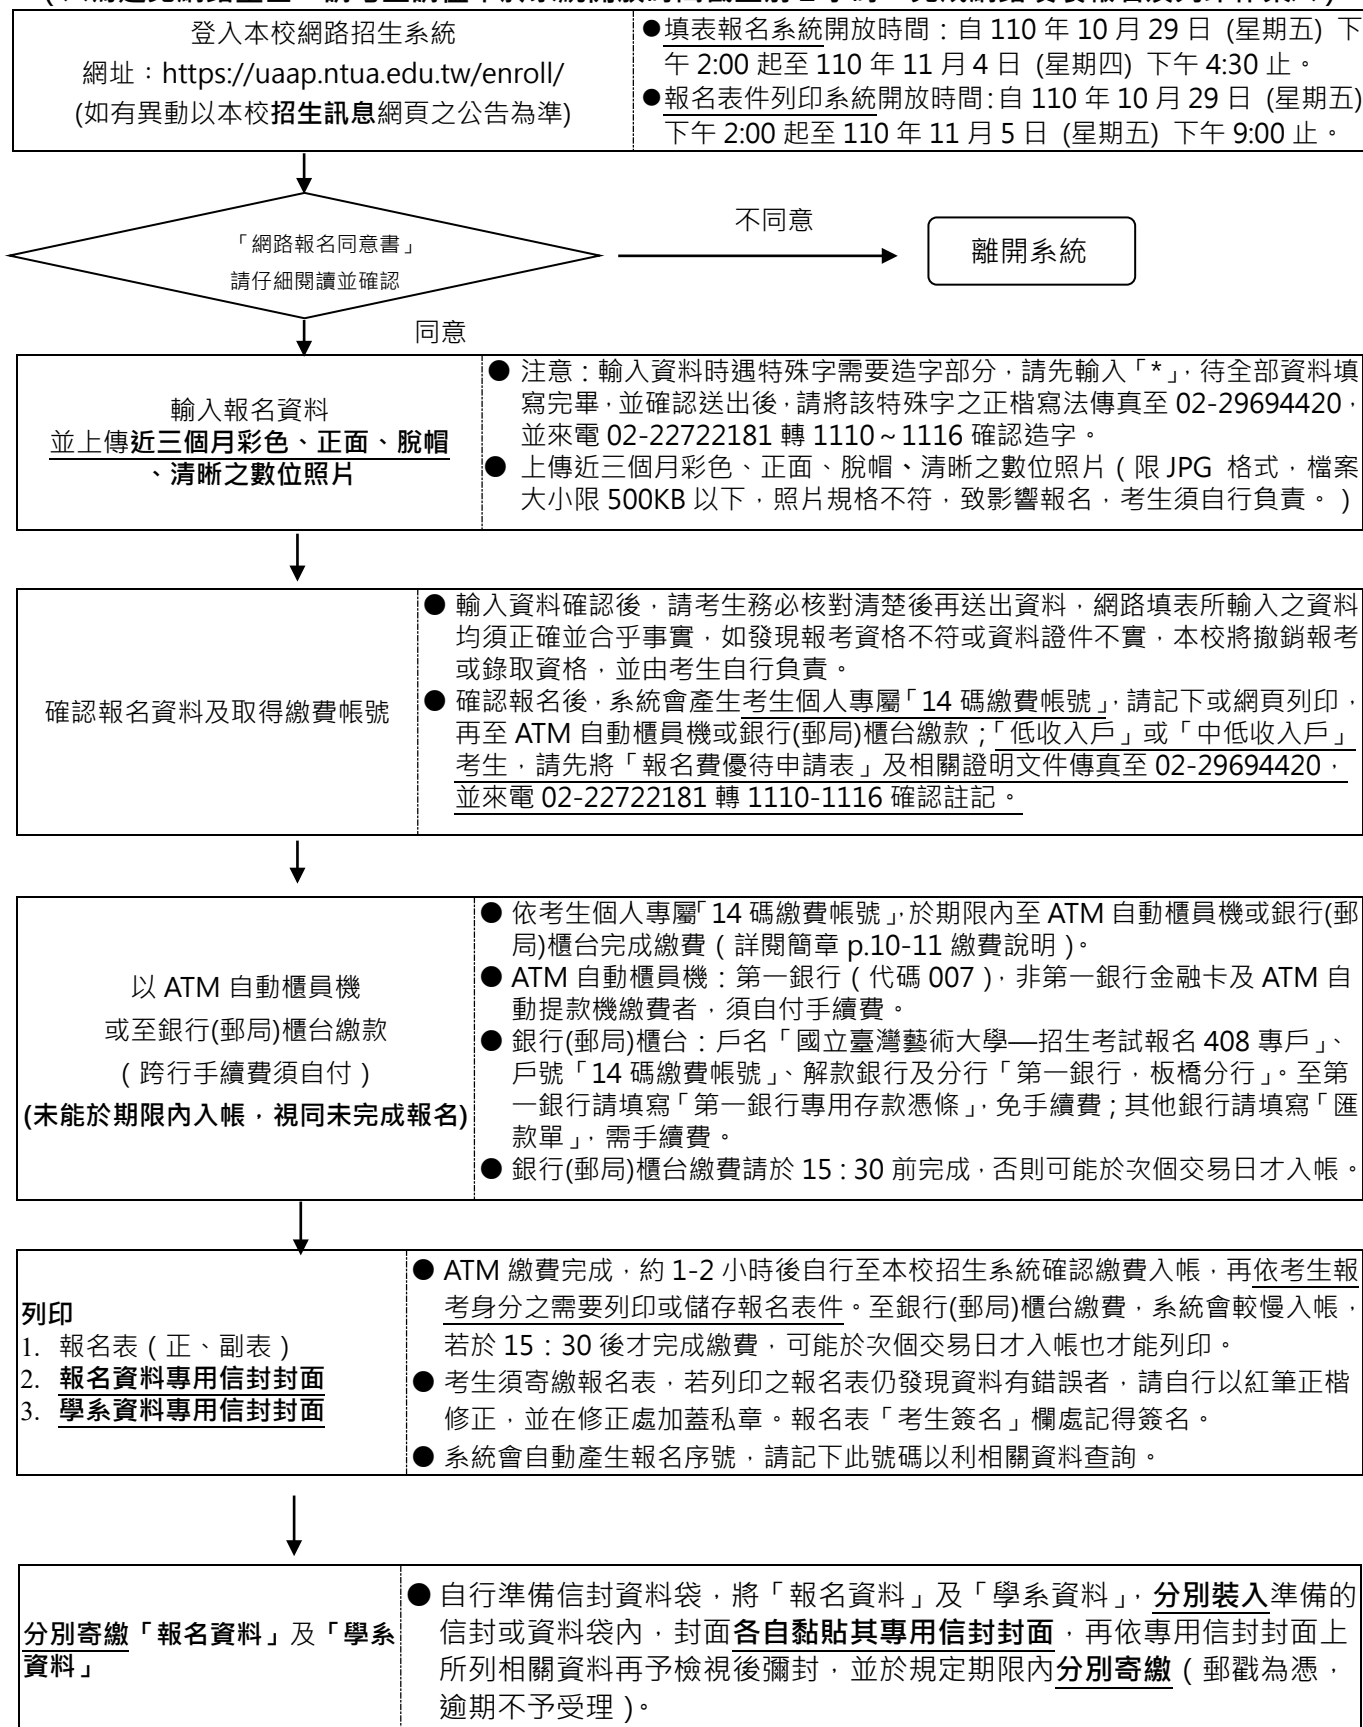 登入本校網路招生系統
網址：https://uaap.ntua.edu.tw/enroll/
(如有異動以本校招生訊息網頁之公告為準)
●填表報名系統開放時間：自 110 年 10 月 29 日 (星期五) 下
午 2:00 起至 110 年 11 月 4 日 (星期四) 下午 4:30 止。
●報名表件列印系統開放時間：自 110 年 10 月 29 日 (星期五)
下午 2:00 起至 110 年 11 月 5 日 (星期五) 下午 9:00 止。
「網路報名同意書」
請仔細閱讀並確認
不同意
離開系統
同意
輸入報名資料
並上傳近三個月彩色、正面、脫帽
、清晰之數位照片
● 注意：輸入資料時遇特殊字需要造字部分，請先輸入「*」，待全部資料填
寫完畢，並確認送出後，請將該特殊字之正楷寫法傳真至 02-29694420，
並來電 02-22722181 轉 1110～1116 確認造字。
● 上傳近三個月彩色、正面、脫帽、清晰之數位照片（限 JPG 格式，檔案
大小限 500KB 以下，照片規格不符，致影響報名，考生須自行負責。）
確認報名資料及取得繳費帳號
● 輸入資料確認後，請考生務必核對清楚後再送出資料，網路填表所輸入之資料
均須正確並合乎事實，如發現報考資格不符或資料證件不實，本校將撤銷報考
或錄取資格，並由考生自行負責。
● 確認報名後，系統會產生考生個人專屬「14 碼繳費帳號」，請記下或網頁列印，
再至 ATM 自動櫃員機或銀行(郵局)櫃台繳款；「低收入戶」或「中低收入戶」
考生，請先將「報名費優待申請表」及相關證明文件傳真至 02-29694420，
並來電 02-22722181 轉 1110-1116 確認註記。
以 ATM 自動櫃員機
或至銀行(郵局)櫃台繳款
（跨行手續費須自付）
(未能於期限內入帳，視同未完成報名)
● 依考生個人專屬「14 碼繳費帳號」，於期限內至 ATM 自動櫃員機或銀行(郵
局)櫃台完成繳費（詳閱簡章 p.10-11 繳費說明）。
● ATM 自動櫃員機：第一銀行（代碼 007），非第一銀行金融卡及 ATM 自
動提款機繳費者，須自付手續費。
● 銀行(郵局)櫃台：戶名「國立臺灣藝術大學—招生考試報名 408 專戶」、
戶號「14 碼繳費帳號」、解款銀行及分行「第一銀行，板橋分行」。至第
一銀行請填寫「第一銀行專用存款憑條」，免手續費；其他銀行請填寫「匯
款單」，需手續費。
● 銀行(郵局)櫃台繳費請於 15：30 前完成，否則可能於次個交易日才入帳。
列印
1. 報名表（正、副表）
2. 報名資料專用信封封面
3. 學系資料專用信封封面
● ATM 繳費完成，約 1-2 小時後自行至本校招生系統確認繳費入帳，再依考生報
考身分之需要列印或儲存報名表件。至銀行(郵局)櫃台繳費，系統會較慢入帳，
若於 15：30 後才完成繳費，可能於次個交易日才入帳也才能列印。
● 考生須寄繳報名表，若列印之報名表仍發現資料有錯誤者，請自行以紅筆正楷
修正，並在修正處加蓋私章。報名表「考生簽名」欄處記得簽名。
● 系統會自動產生報名序號，請記下此號碼以利相關資料查詢。
分別寄繳「報名資料」及「學系
資料」
● 自行準備信封資料袋，將「報名資料」及「學系資料」，分別裝入準備的
信封或資料袋內，封面各自黏貼其專用信封封面，再依專用信封封面上
所列相關資料再予檢視後彌封，並於規定期限內分別寄繳（郵戳為憑，
逾期不予受理）。